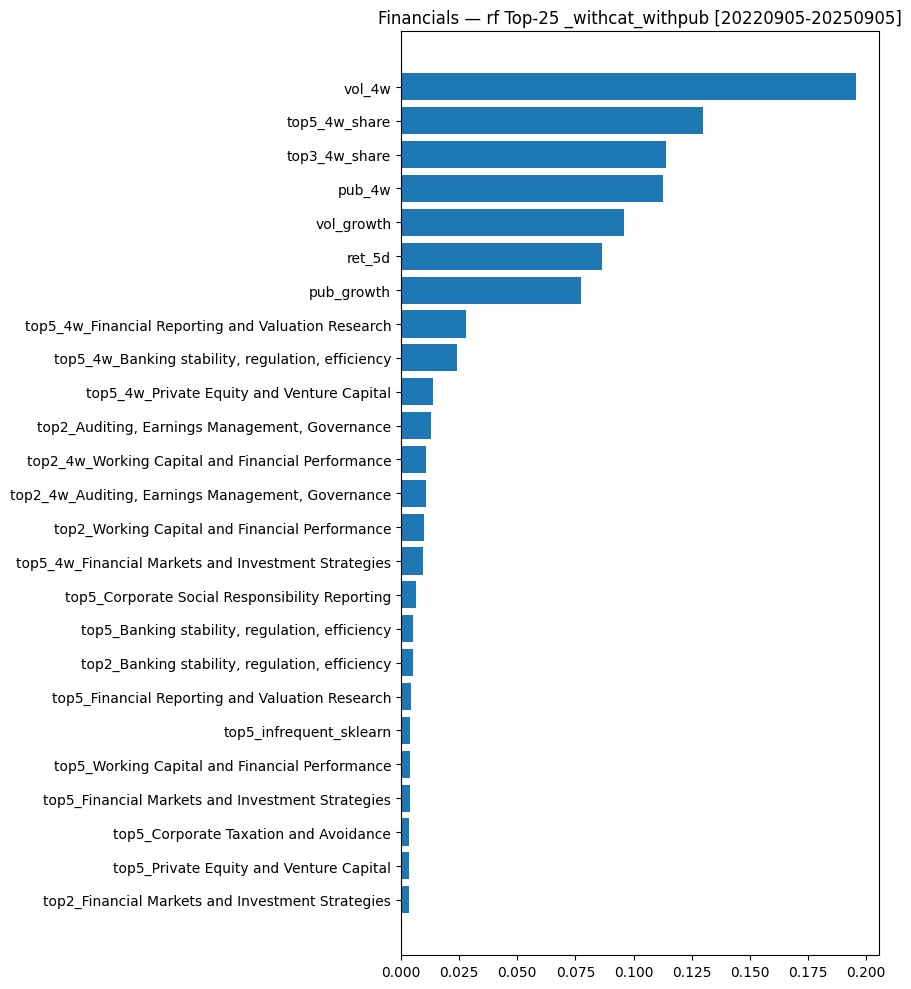 Financials — rf Top-25 _withcat_withpub [20220905-20250905]
vol_4w
top5_4w_share
top3_4w_share
pub_4w
vol_growth
ret_5d
pub_growth
top5_4w_Financial Reporting and Valuation Research
top5_4w_Banking stability, regulation, efficiency
top5_4w_Private Equity and Venture Capital
top2_Auditing, Earnings Management, Governance
top2_4w_Working Capital and Financial Performance
top2_4w_Auditing, Earnings Management, Governance
top2_Working Capital and Financial Performance
top5_4w_Financial Markets and Investment Strategies
top5_Corporate Social Responsibility Reporting
top5_Banking stability, regulation, efficiency
top2_Banking stability, regulation, efficiency
top5_Financial Reporting and Valuation Research
top5_infrequent_sklearn
top5_Working Capital and Financial Performance
top5_Financial Markets and Investment Strategies
top5_Corporate Taxation and Avoidance
top5_Private Equity and Venture Capital
top2_Financial Markets and Investment Strategies
0.000 0.025 0.050 0.075 0.100 0.125 0.150 0.175 0.200